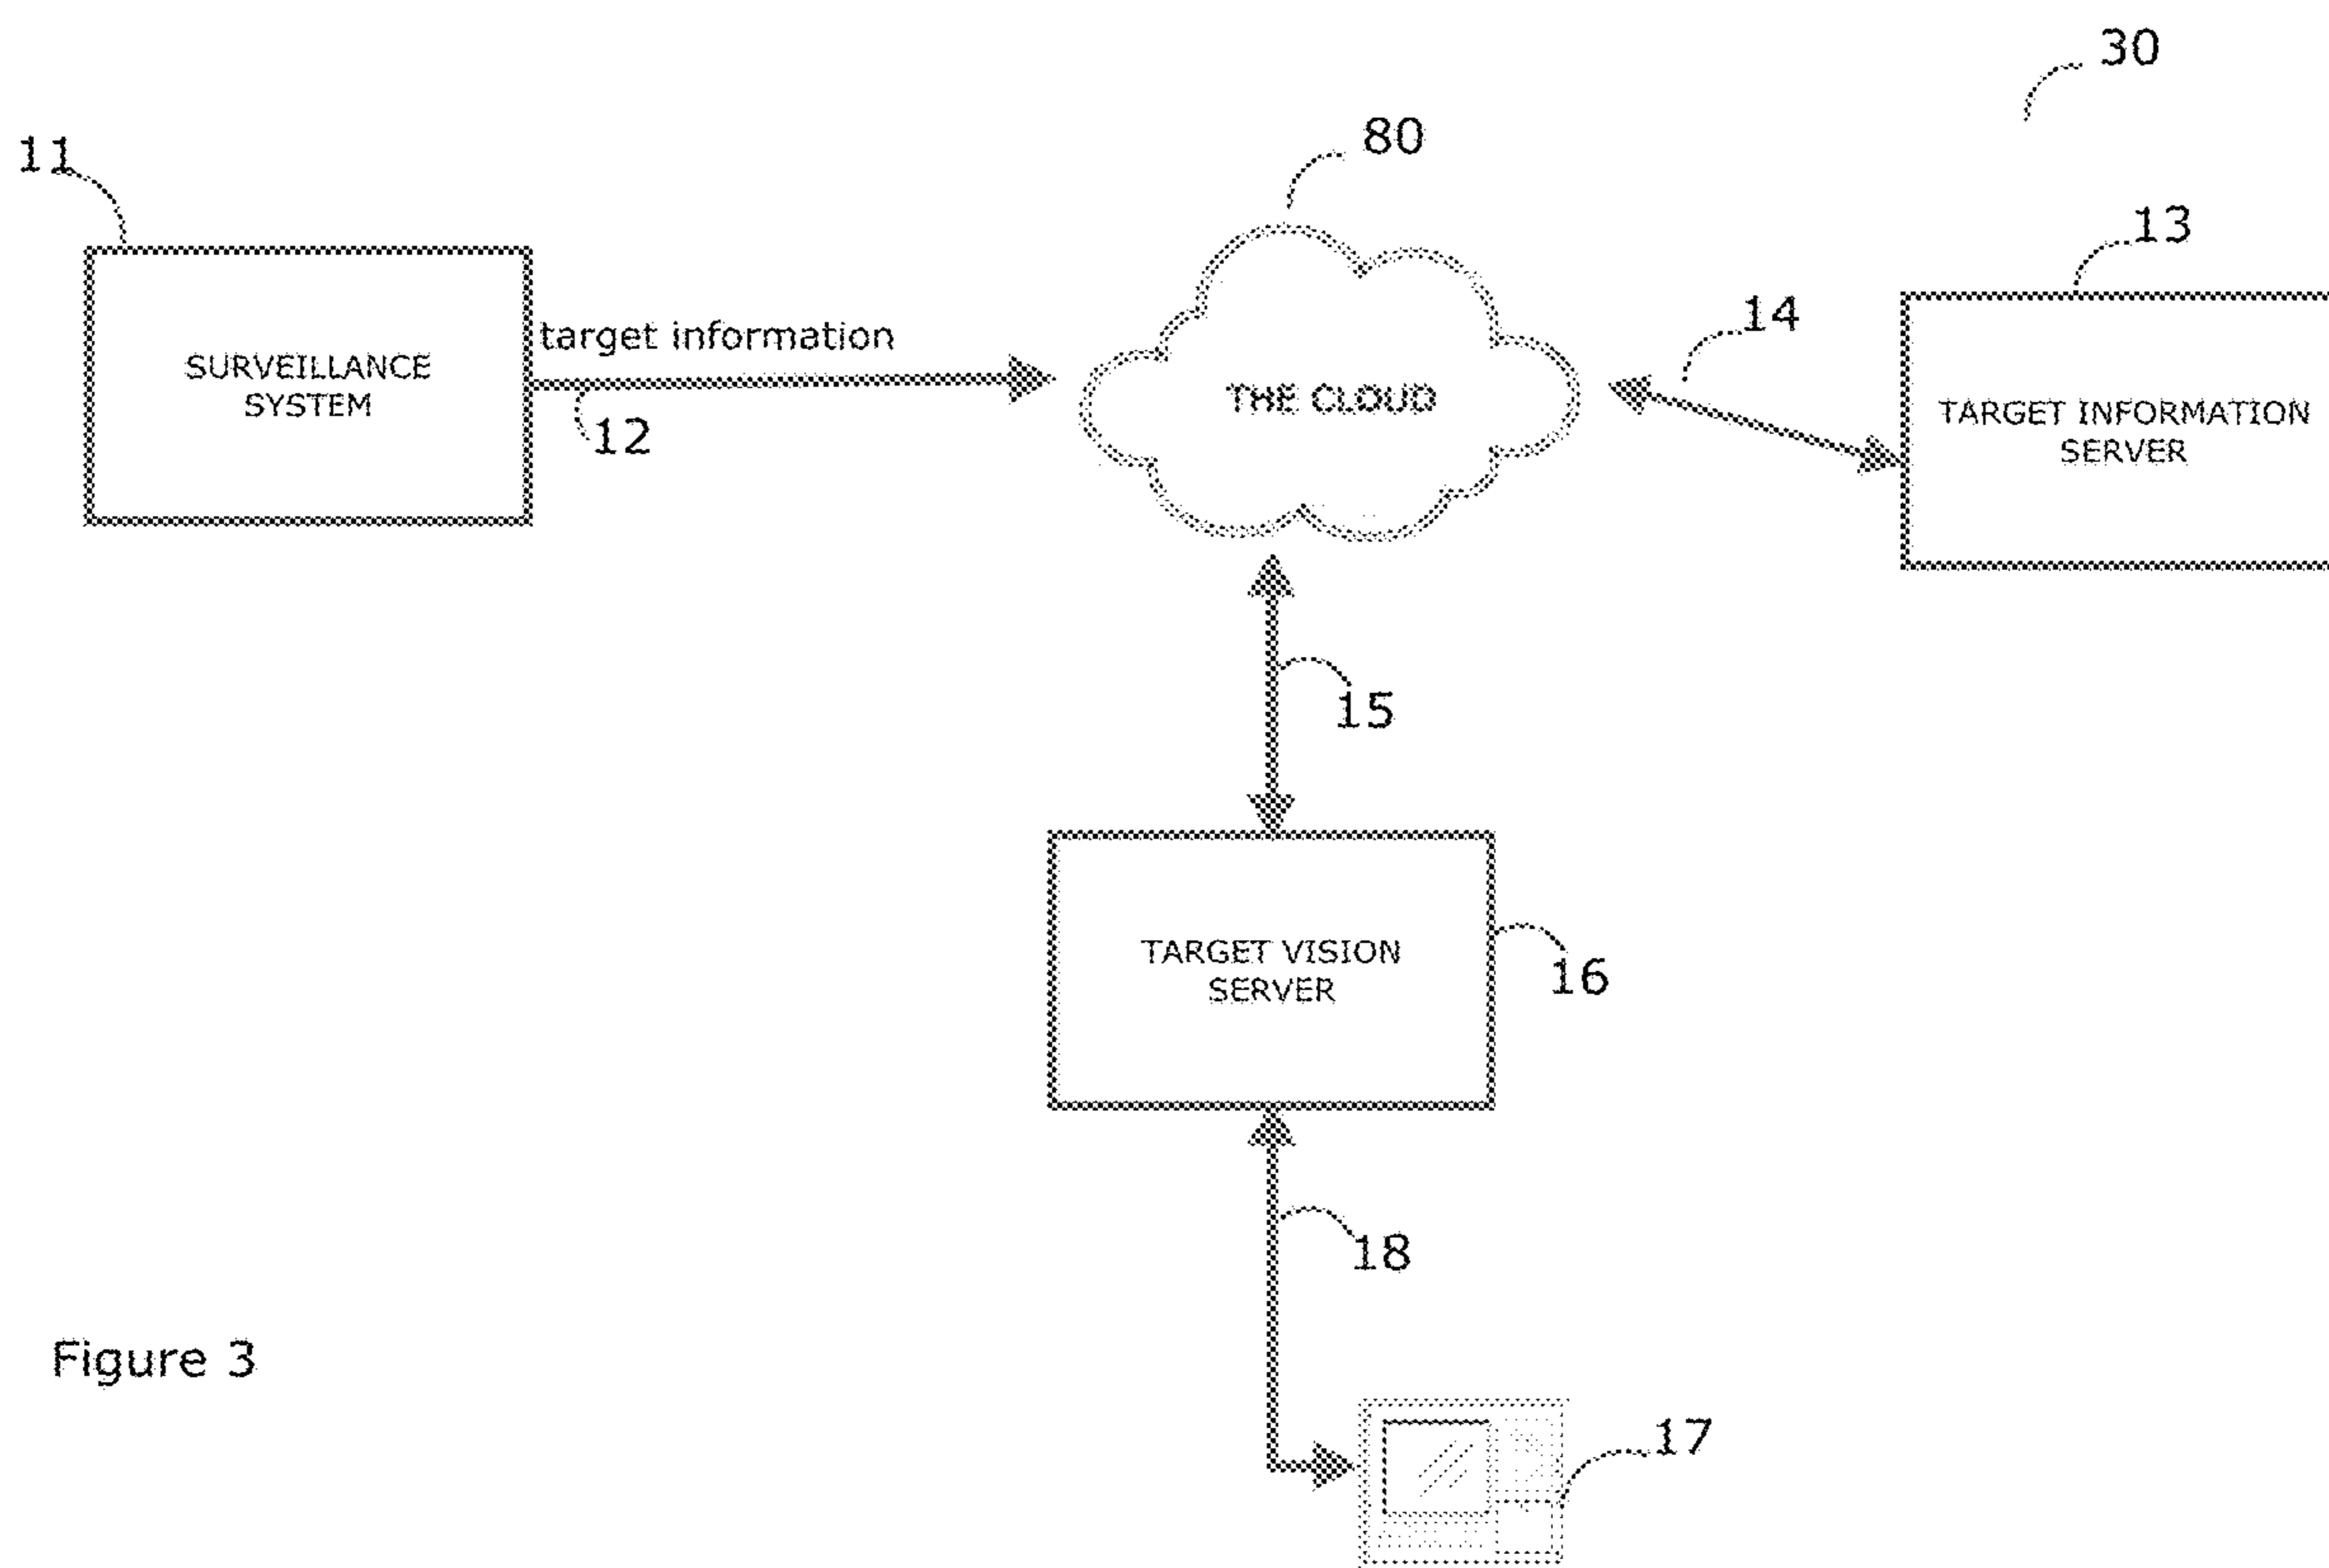 30
80
11
13
14
target information
SURVEILLANCE
SYSTEM
THE CLOUD
TARGET INFORMATION
SERVER
12
15
TARGET VISION
SERVER
16
18
Figure 3
17